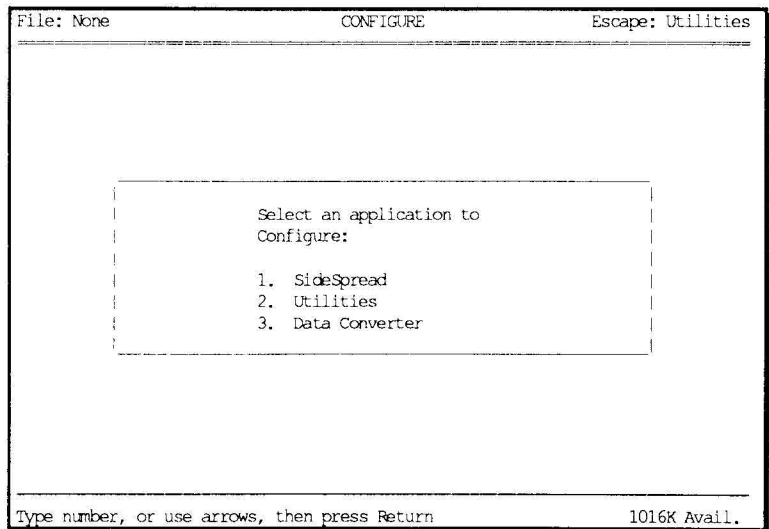 File: None CONFIGURE Escape: Utilities
Select an application to
Configure:
1. SideSpread
2. Utilities
3. Data Converter
Type number, or use arrows, then press Return 1016K Avail.